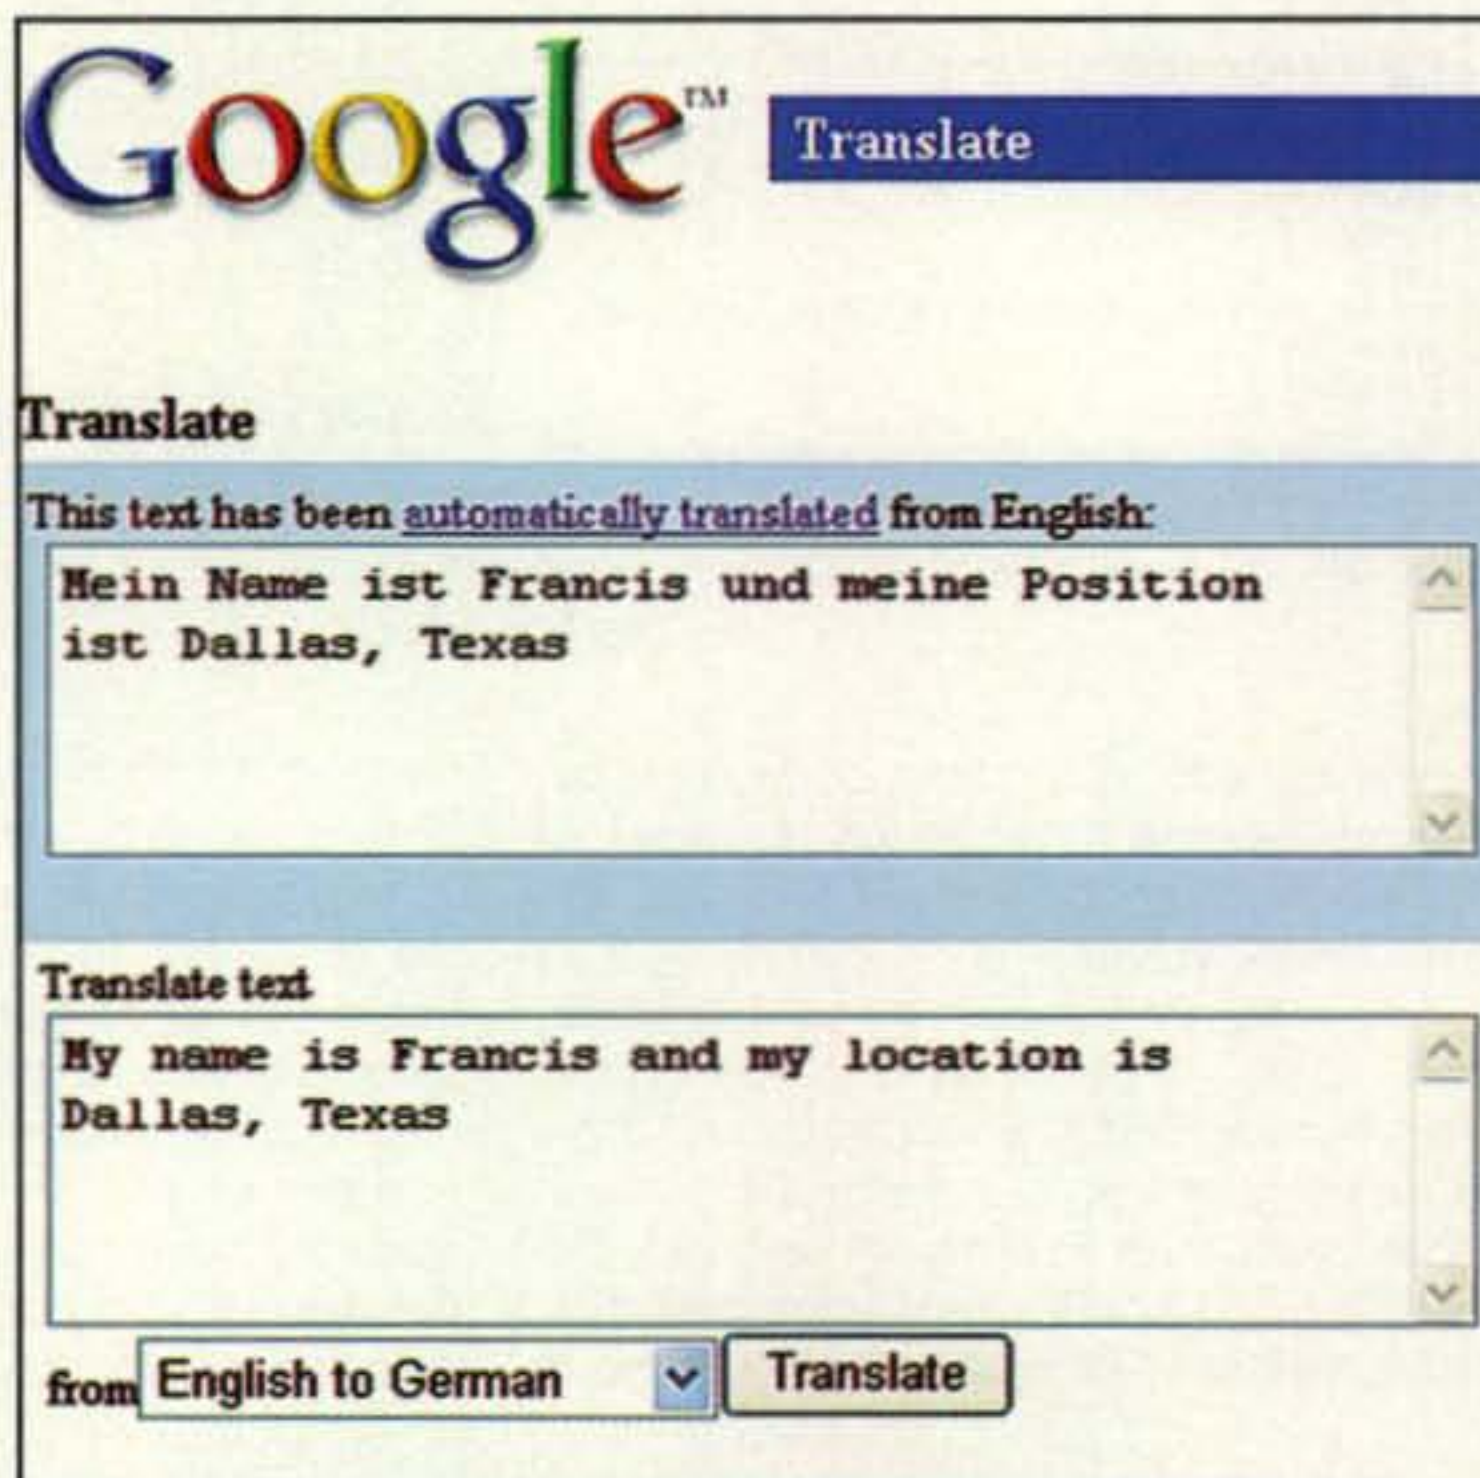 Google™
Translate
Translate
This text has been automatically translated from English:
Mein Name ist Francis und meine Position
ist Dallas, Texas
Translate text
My name is Francis and my location is
Dallas, Texas
from English to German Translate